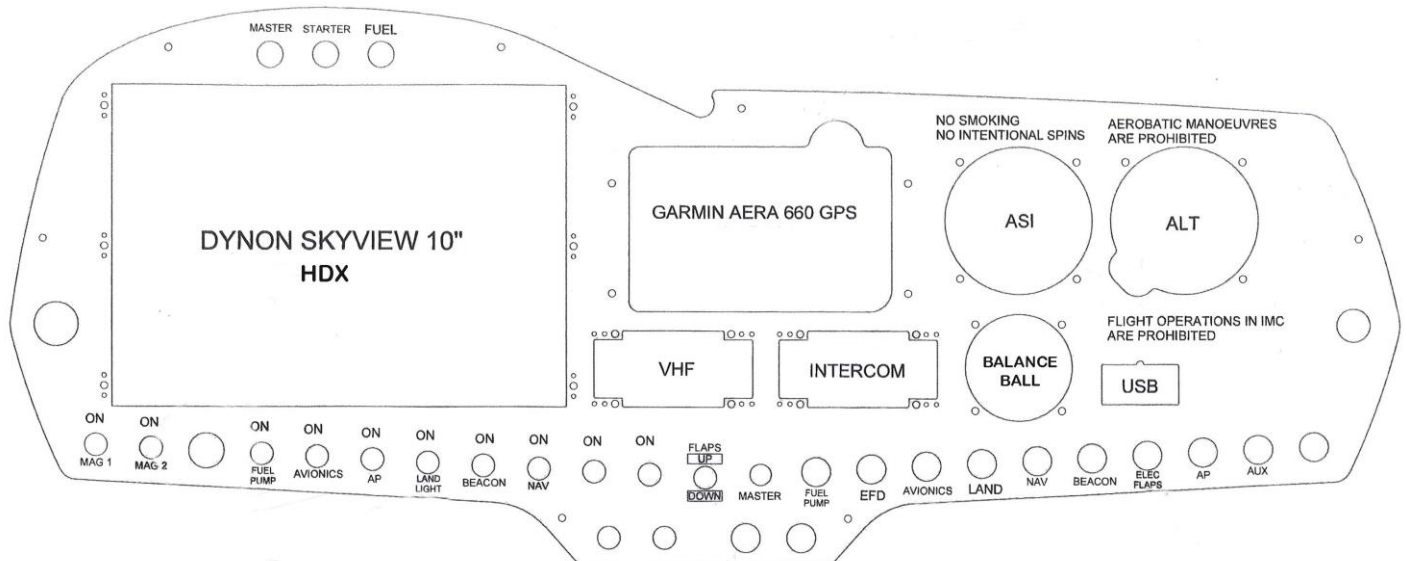 MASTER STARTER FUEL
NO SMOKING
NO INTENTIONAL SPINS
AEROBATIC MANOEUVRES
ARE PROHIBITED
DYNON SKYVIEW 10"
HDX
GARMIN AERA 660 GPS
ASI
ALT
FLIGHT OPERATIONS IN IMC
ARE PROHIBITED
VHF
INTERCOM
BALANCE
BALL
USB
ON
MAG 1
ON
MAG 2
ON
FUEL
PUMP
ON
AVIONICS
ON
AP
ON
LAND
LIGHT
ON
BEACON
ON
NAV
ON
ON
FLAPS
UP
DOWN
MASTER
FUEL
PUMP
EFD
AVIONICS
LAND
NAV
BEACON
ELEC
FLAPS
AP
AUX